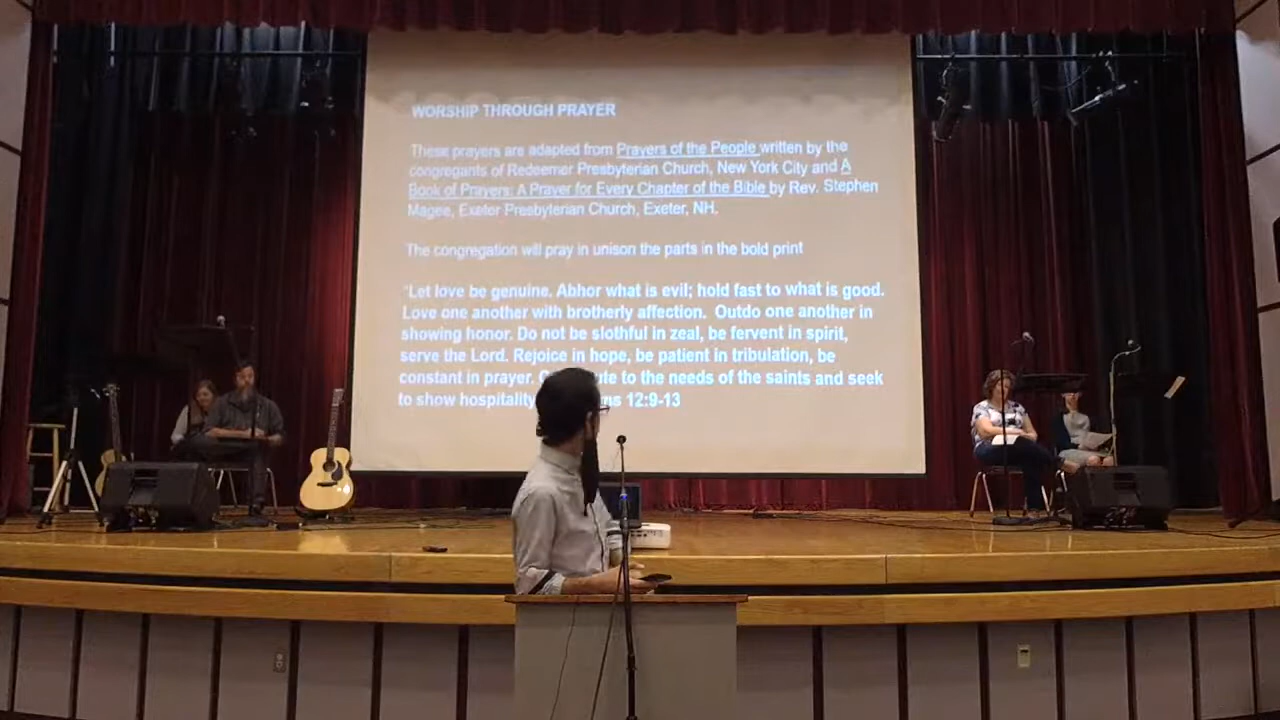 WORSHIP THROUGH PRAYER
These prayers are adapted from Prayers of the People written by the
congregants of Redeemer Presbyterian Church, New York City and A
Book of Prayers: A Prayer for Every Chapter of the Bible by Rev. Stephen
Magee, Exeter Presbyterian Church, Exeter, NH.
The congregation will pray in unison the parts in the bold print
"Let love be genuine. Abhor what is evil; hold fast to what is good.
Love one another with brotherly affection. Outdo one another in
showing honor. Do not be slothful in zeal, be fervent in spirit,
serve the Lord. Rejoice in hope, be patient in tribulation, be
constant in prayer. to the needs of the saints and seek
to show hospitality 12:9-13